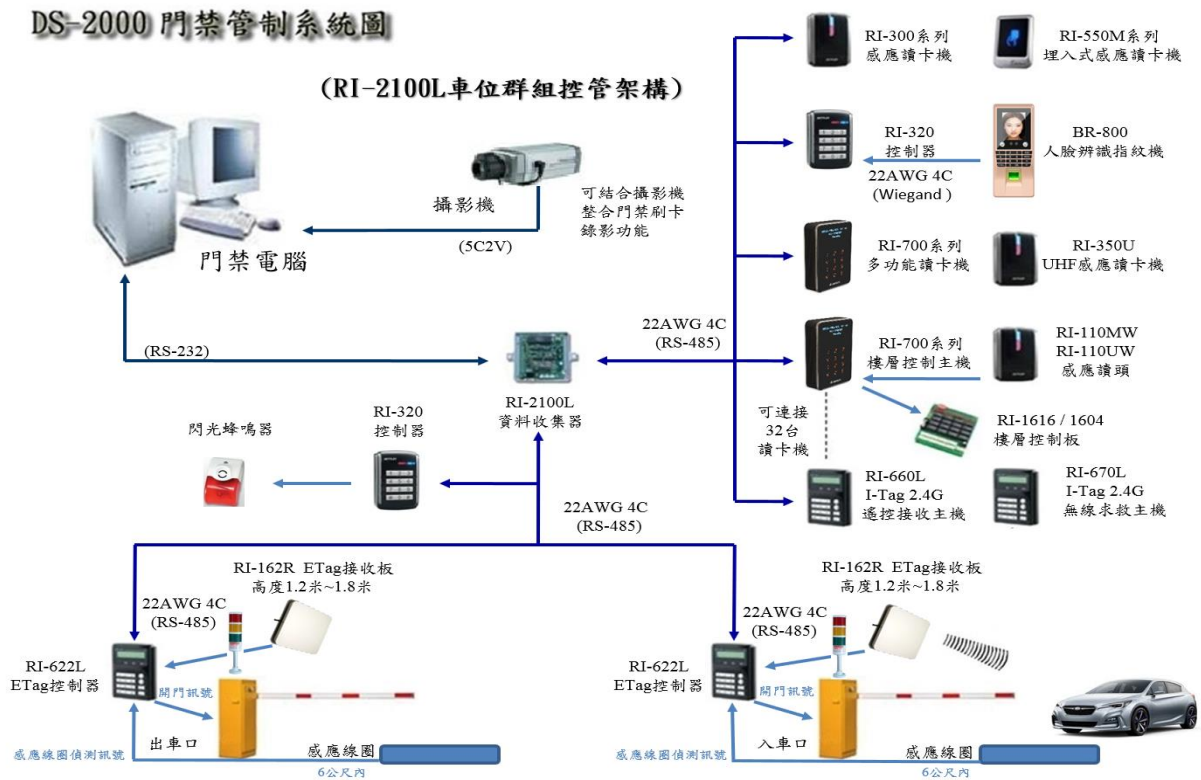 DS-2000 門禁管制系統圖
(RI-2100L車位群組控管架構)
攝影機
可結合攝影機
整合門禁刷卡
錄影功能
(5C2V)
門禁電腦
(RS-232)
22AWG 4C
(RS-485)
RI-2100L
資料收集器
RI-300系列
感應讀卡機
RI-550M系列
埋入式感應讀卡機
RI-320
控制器
22AWG 4C
(Wiegand )
BR-800
人臉辨識指紋機
RI-700系列
多功能讀卡機
RI-350U
UHF感應讀卡機
RI-700系列
樓層控制主機
RI-110MW
RI-110UW
感應讀頭
RI-1616 / 1604
樓層控制板
可連接
32台
讀卡機
RI-660L
I-Tag 2.4G
遙控接收主機
RI-670L
I-Tag 2.4G
無線求救主機
閃光蜂鳴器
RI-320
控制器
22AWG 4C
(RS-485)
RI-162R ETag接收板
高度1.2米~1.8米
22AWG 4C
(RS-485)
RI-622L
ETag控制器
開門訊號
出車口
感應線圈偵測訊號
感應線圈
6公尺內
RI-162R ETag接收板
高度1.2米~1.8米
22AWG 4C
(RS-485)
RI-622L
ETag控制器
開門訊號
入車口
感應線圈偵測訊號
感應線圈
6公尺內